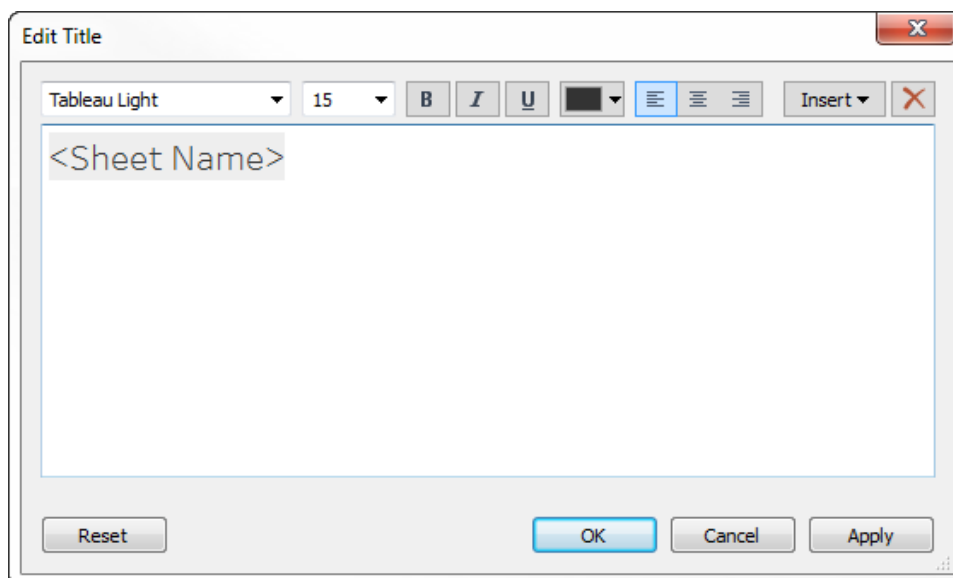 Edit Title
Tableau Light 15 B I U Insert
<Sheet Name>
Reset OK Cancel Apply